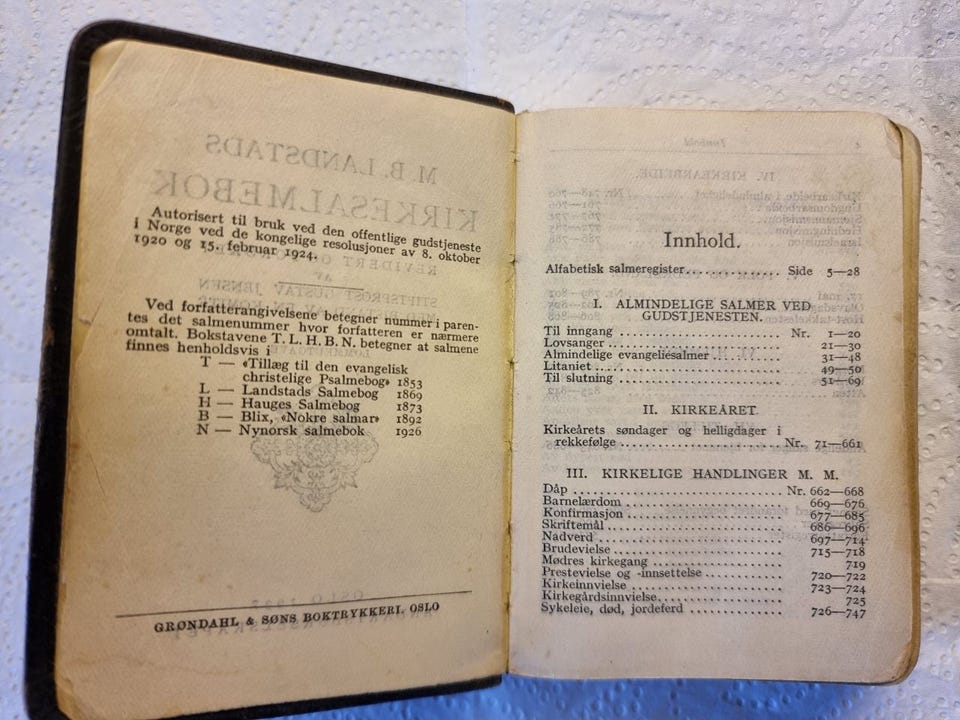 Autorisert til bruk ved den offentlige gudstjeneste
i Norge ved de kongelige resolusjoner av 8. oktober
1920 og 15. februar 1924.
Ved forfatterangivelsene betegner nummer i paren-
tes det salmenummer hvor forfatteren er nærmere
omtalt. Bokstavene T. L. H. B. N. betegner at salmene
finnes henholdsvis i
T — «Tillæg til den evangelisk
christelige Psalmebog» 1853
L — Landstads Salmebog 1869
H — Hauges Salmebog 1873
B — Blix, «Nokre salmar» 1892
N — Nynorsk salmebok 1926
GRØNDAHL & SØNS BOKTRYKKERI, OSLO
Innhold.
Alfabetisk salmeregister........ Side 5—28
I. ALMINDELIGE SALMER VED
GUDSTJENESTEN.
Til inngang ........ Nr. 1—20
Lovsanger ........ 21—30
Almindelige evangeliesalmer ........ 31—48
Litaniet ........ 49—50
Til slutning ........ 51—69
II. KIRKEÅRET.
Kirkeårets søndager og helligdager i
rekkefølge ........ Nr. 71—661
III. KIRKELIGE HANDLINGER M. M.
Dåp ........ Nr. 662—668
Barnelærdom ........ 669—676
Konfirmasjon ........ 677—685
Skriftemål ........ 686—696
Nadverd ........ 697—714
Brudevielse ........ 715—718
Mødres kirkegang ........ 719
Prestevielse og -innsettelse ........ 720—722
Kirkeinnvielse ........ 723—724
Kirkegårdsinnvielse ........ 725
Sykeleie, død, jordeferd ........ 726—747